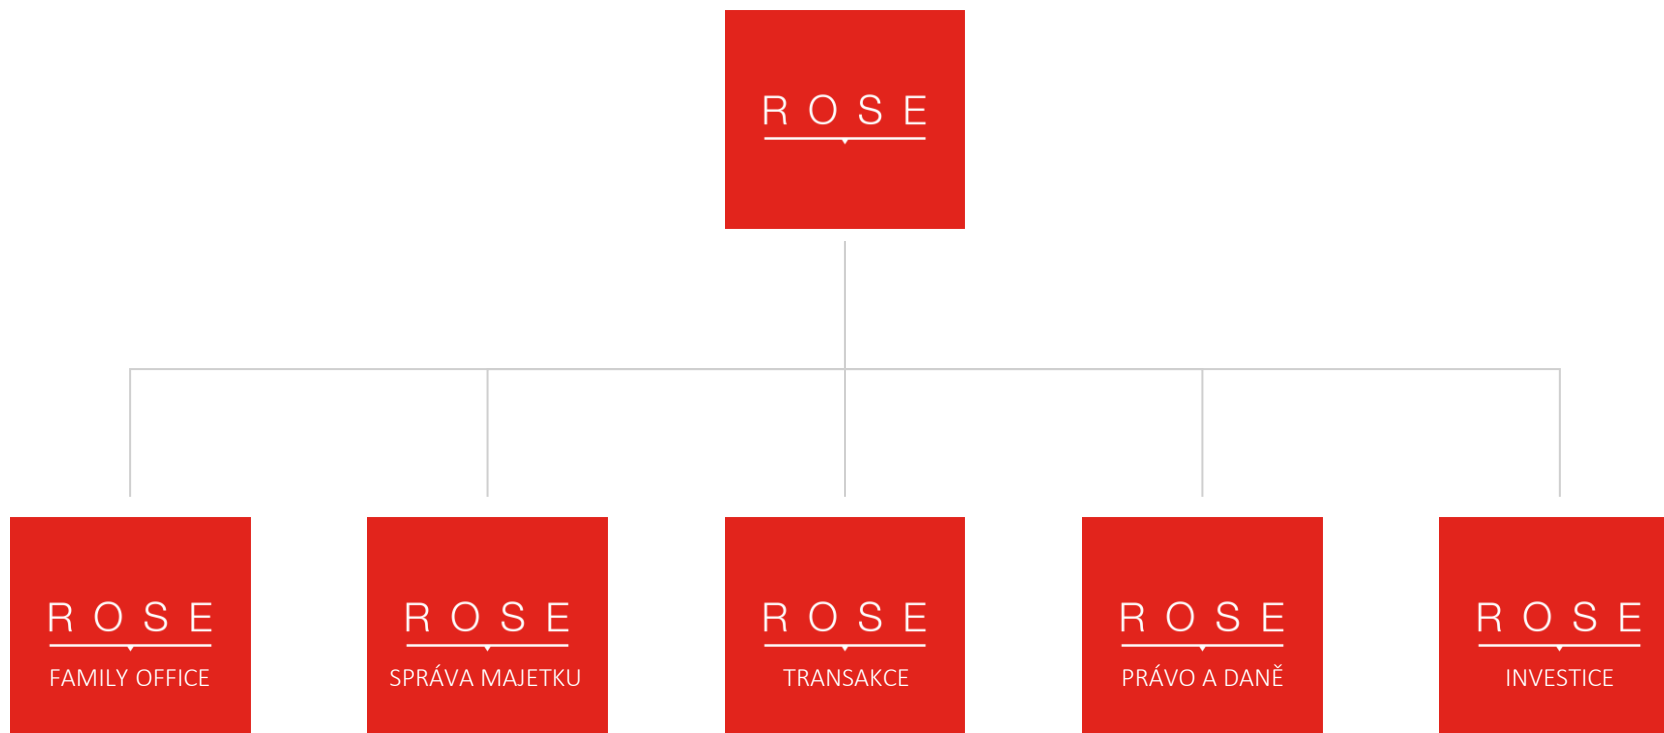 ROSE
ROSE
FAMILY OFFICE
ROSE
SPRÁVA MAJETKU
ROSE
TRANSAKCE
ROSE
PRÁVO A DANĚ
ROSE
INVESTICE